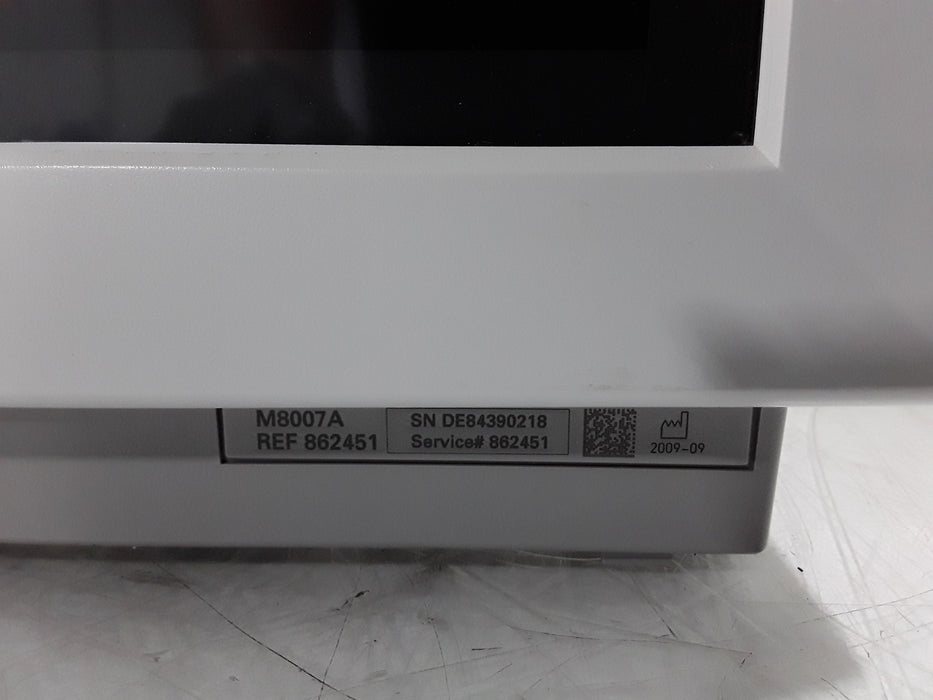 M8007A
REF 862451
SN DE84390218
Service# 862451
2009-09